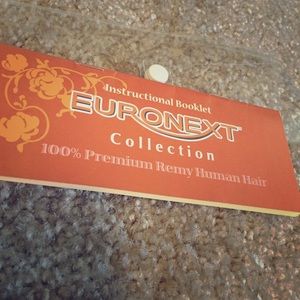 Instructional Booklet
EURONEXT
Collection
100% Premium Remy Human Hair